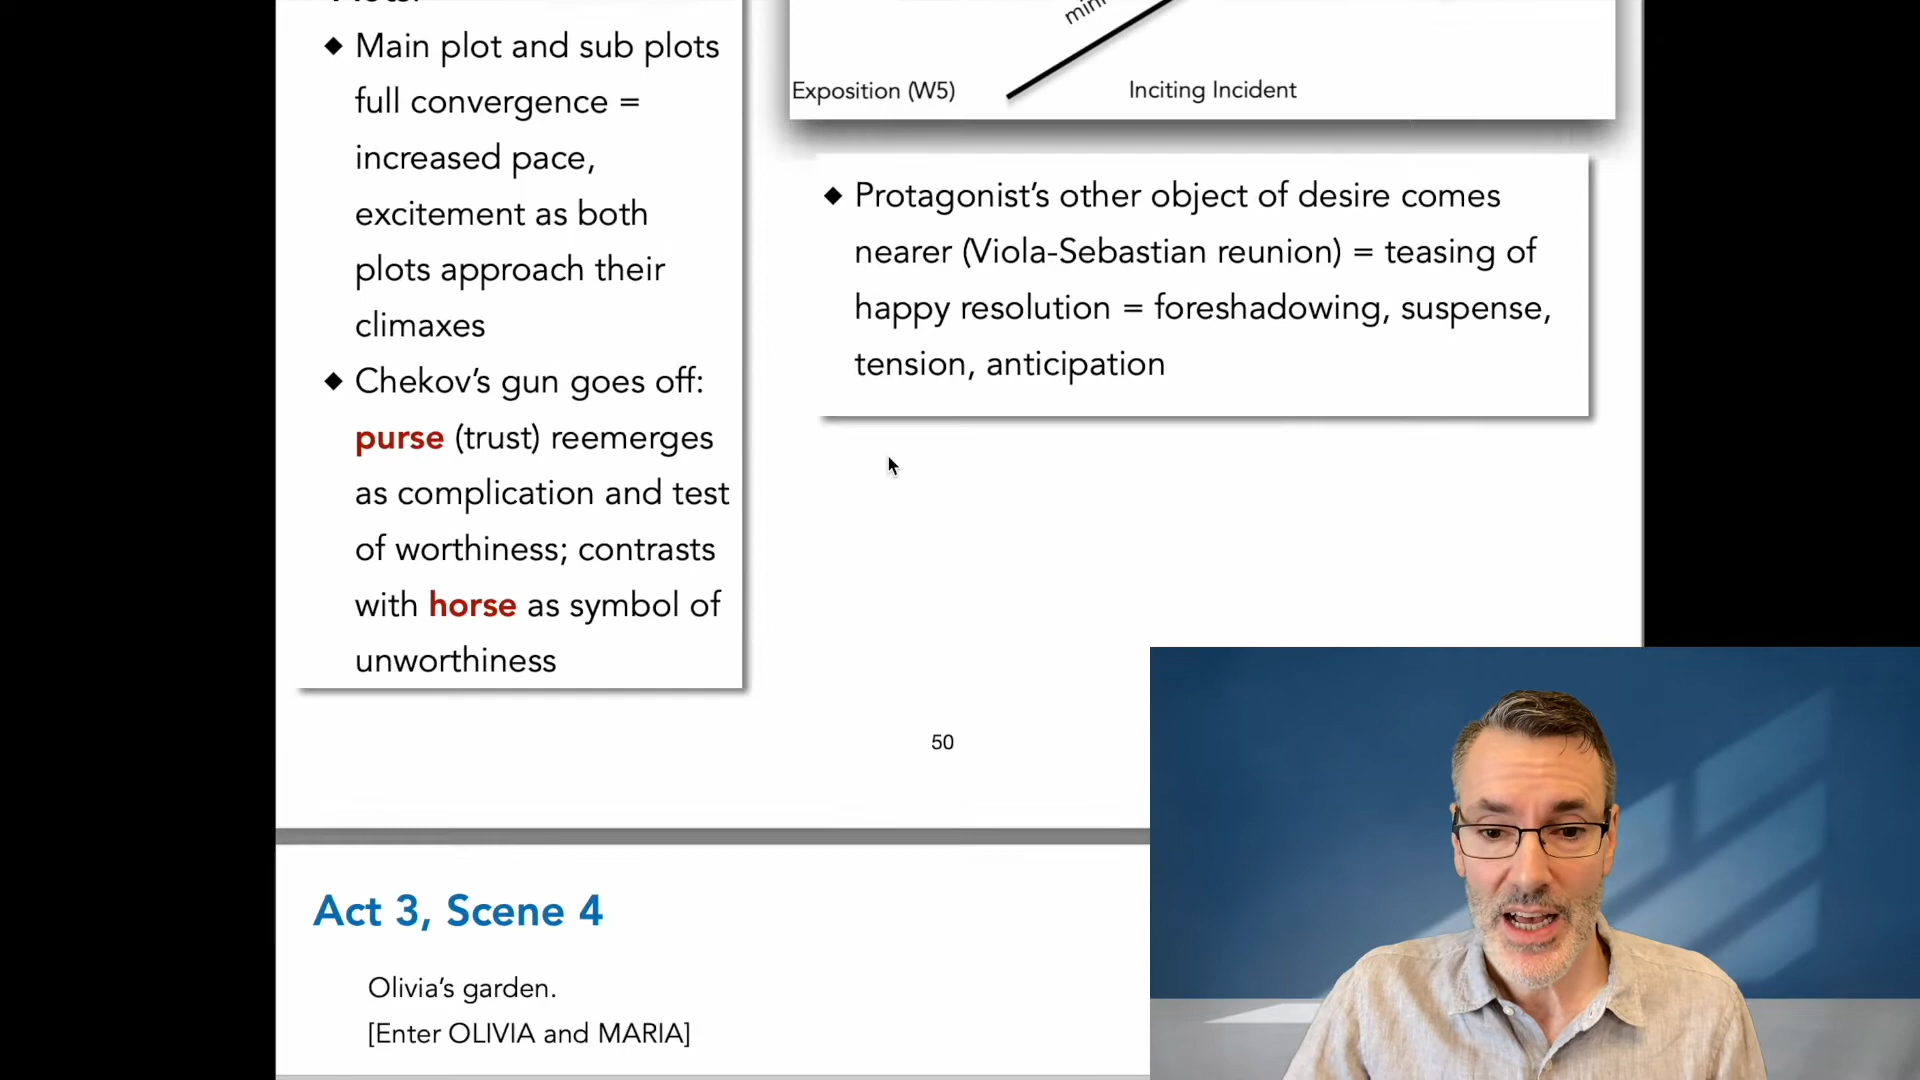 ◆ Main plot and sub plots
full convergence =
increased pace,
excitement as both
plots approach their
climaxes
◆ Chekov’s gun goes off:
purse (trust) reemerges
as complication and test
of worthiness; contrasts
with horse as symbol of
unworthiness
Exposition (W5)
Inciting Incident
◆ Protagonist’s other object of desire comes
nearer (Viola-Sebastian reunion) = teasing of
happy resolution = foreshadowing, suspense,
tension, anticipation
50
Act 3, Scene 4
Olivia’s garden.
[Enter OLIVIA and MARIA]